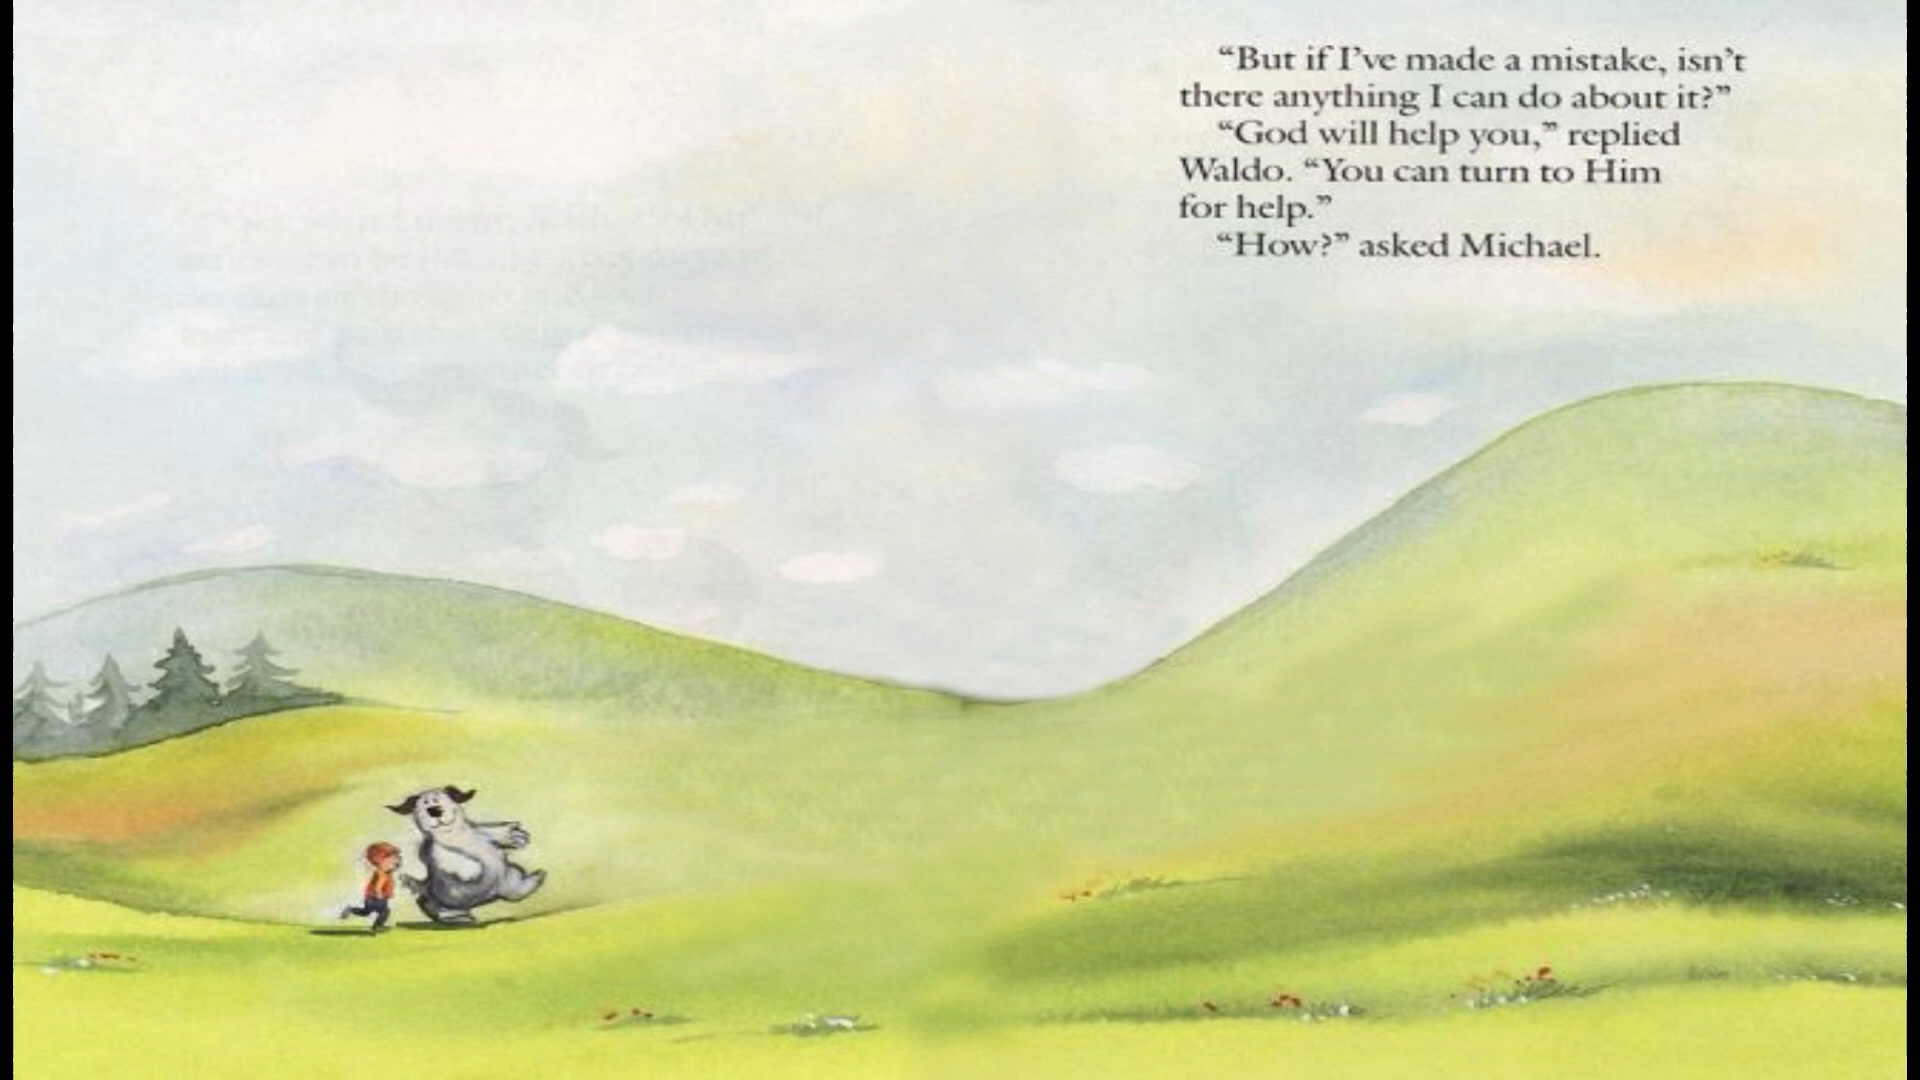 “But if I’ve made a mistake, isn’t
there anything I can do about it?”
“God will help you,” replied
Waldo. “You can turn to Him
for help.”
“How?” asked Michael.